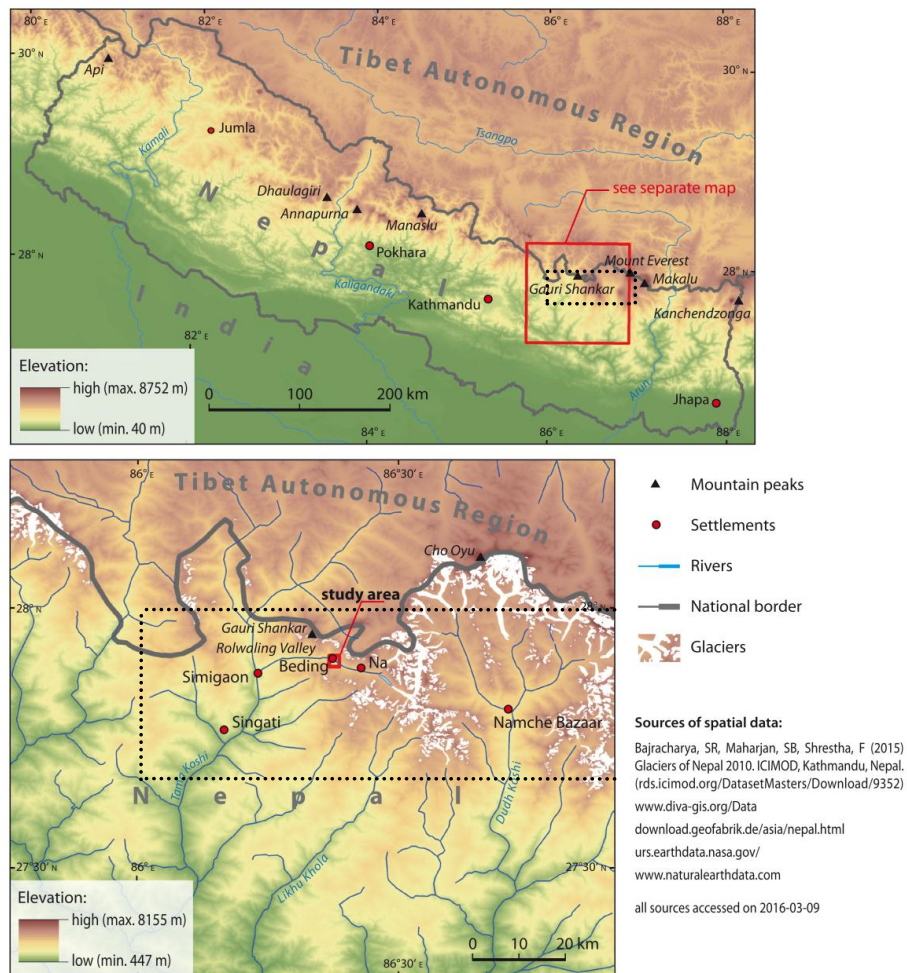 80° E
82° E
84° E
86° E
88° E
30° N
30° N
Api
Tibet Autonomous Region
Jumla
Karnali
Tsangpo
see separate map
Dhaulagiri
Annapurna
Manaslu
Nepal
Pokhara
28° N
28° N
Mount Everest
Makalu
Gauri Shankar
Kaligandaki
Kathmandu
Kanchendzonga
India
82° E
Elevation:
high (max. 8752 m)
low (min. 40 m)
0 100 200 km
Arun
Jhapa
84° E
86° E
88° E
86° E
86°30' E
Tibet Autonomous Region
Cho Oyu
28° N
28° N
study area
Gauri Shankar
Rolwaling Valley
Beding
Na
Simigaon
Singati
Namche Bazaar
Tama Koshi
Nepal
Dudh Koshi
Likhu Khola
27°30' N
27°30' N
86° E
Elevation:
high (max. 8155 m)
low (min. 447 m)
0 10 20 km
86°30' E
Mountain peaks
Settlements
Rivers
National border
Glaciers
Sources of spatial data:
Bajracharya, SR, Maharjan, SB, Shrestha, F (2015)
Glaciers of Nepal 2010. ICIMOD, Kathmandu, Nepal.
(rds.icimod.org/DatasetMasters/Download/9352)
www.diva-gis.org/Data
download.geofabrik.de/asia/nepal.html
urs.earthdata.nasa.gov/
www.naturalearthdata.com
all sources accessed on 2016-03-09